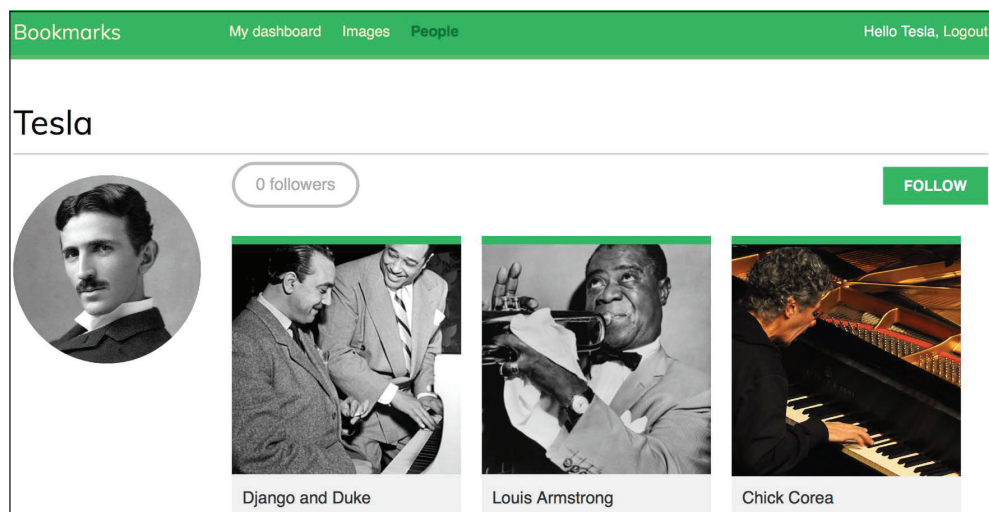 Bookmarks My dashboard Images People Hello Tesla, Logout
Tesla
0 followers FOLLOW
Django and Duke Louis Armstrong Chick Corea